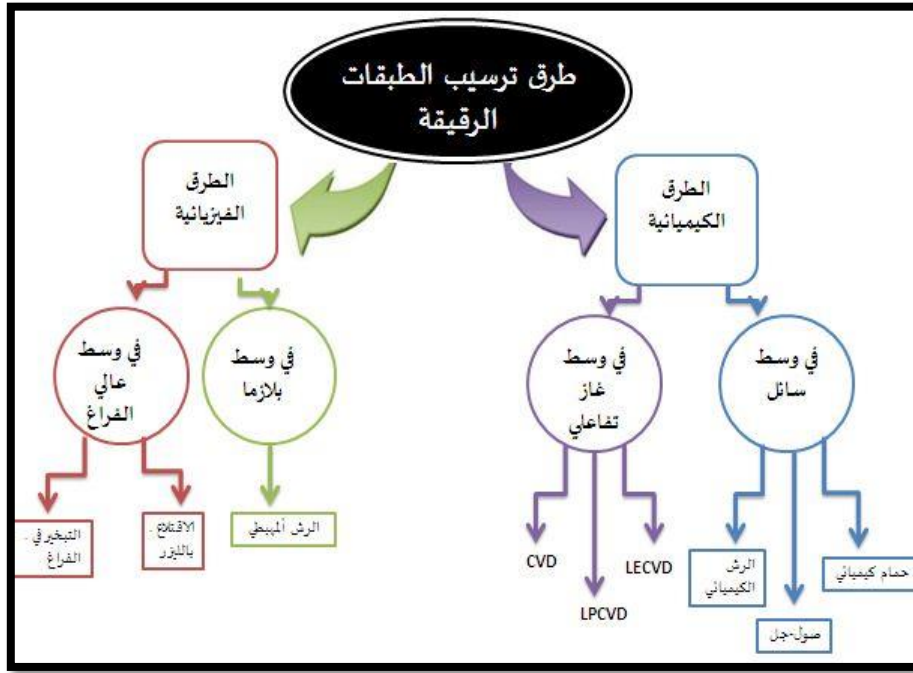 طرق ترسيب الطبقات
الرقيقة
الطرق
الكيميائية
الطرق
الفيزيائية
في وسط
سائل
في وسط
غاز
تفاعلي
في وسط
بلازما
في وسط
عالي
الفراغ
حمام كيميائي
صول-جل
الرش
الكيميائي
LECVD
LPCVD
CVD
الرش ألمهبطي
الاقتلاع .
بالليزر
التبخير في .
الفراغ